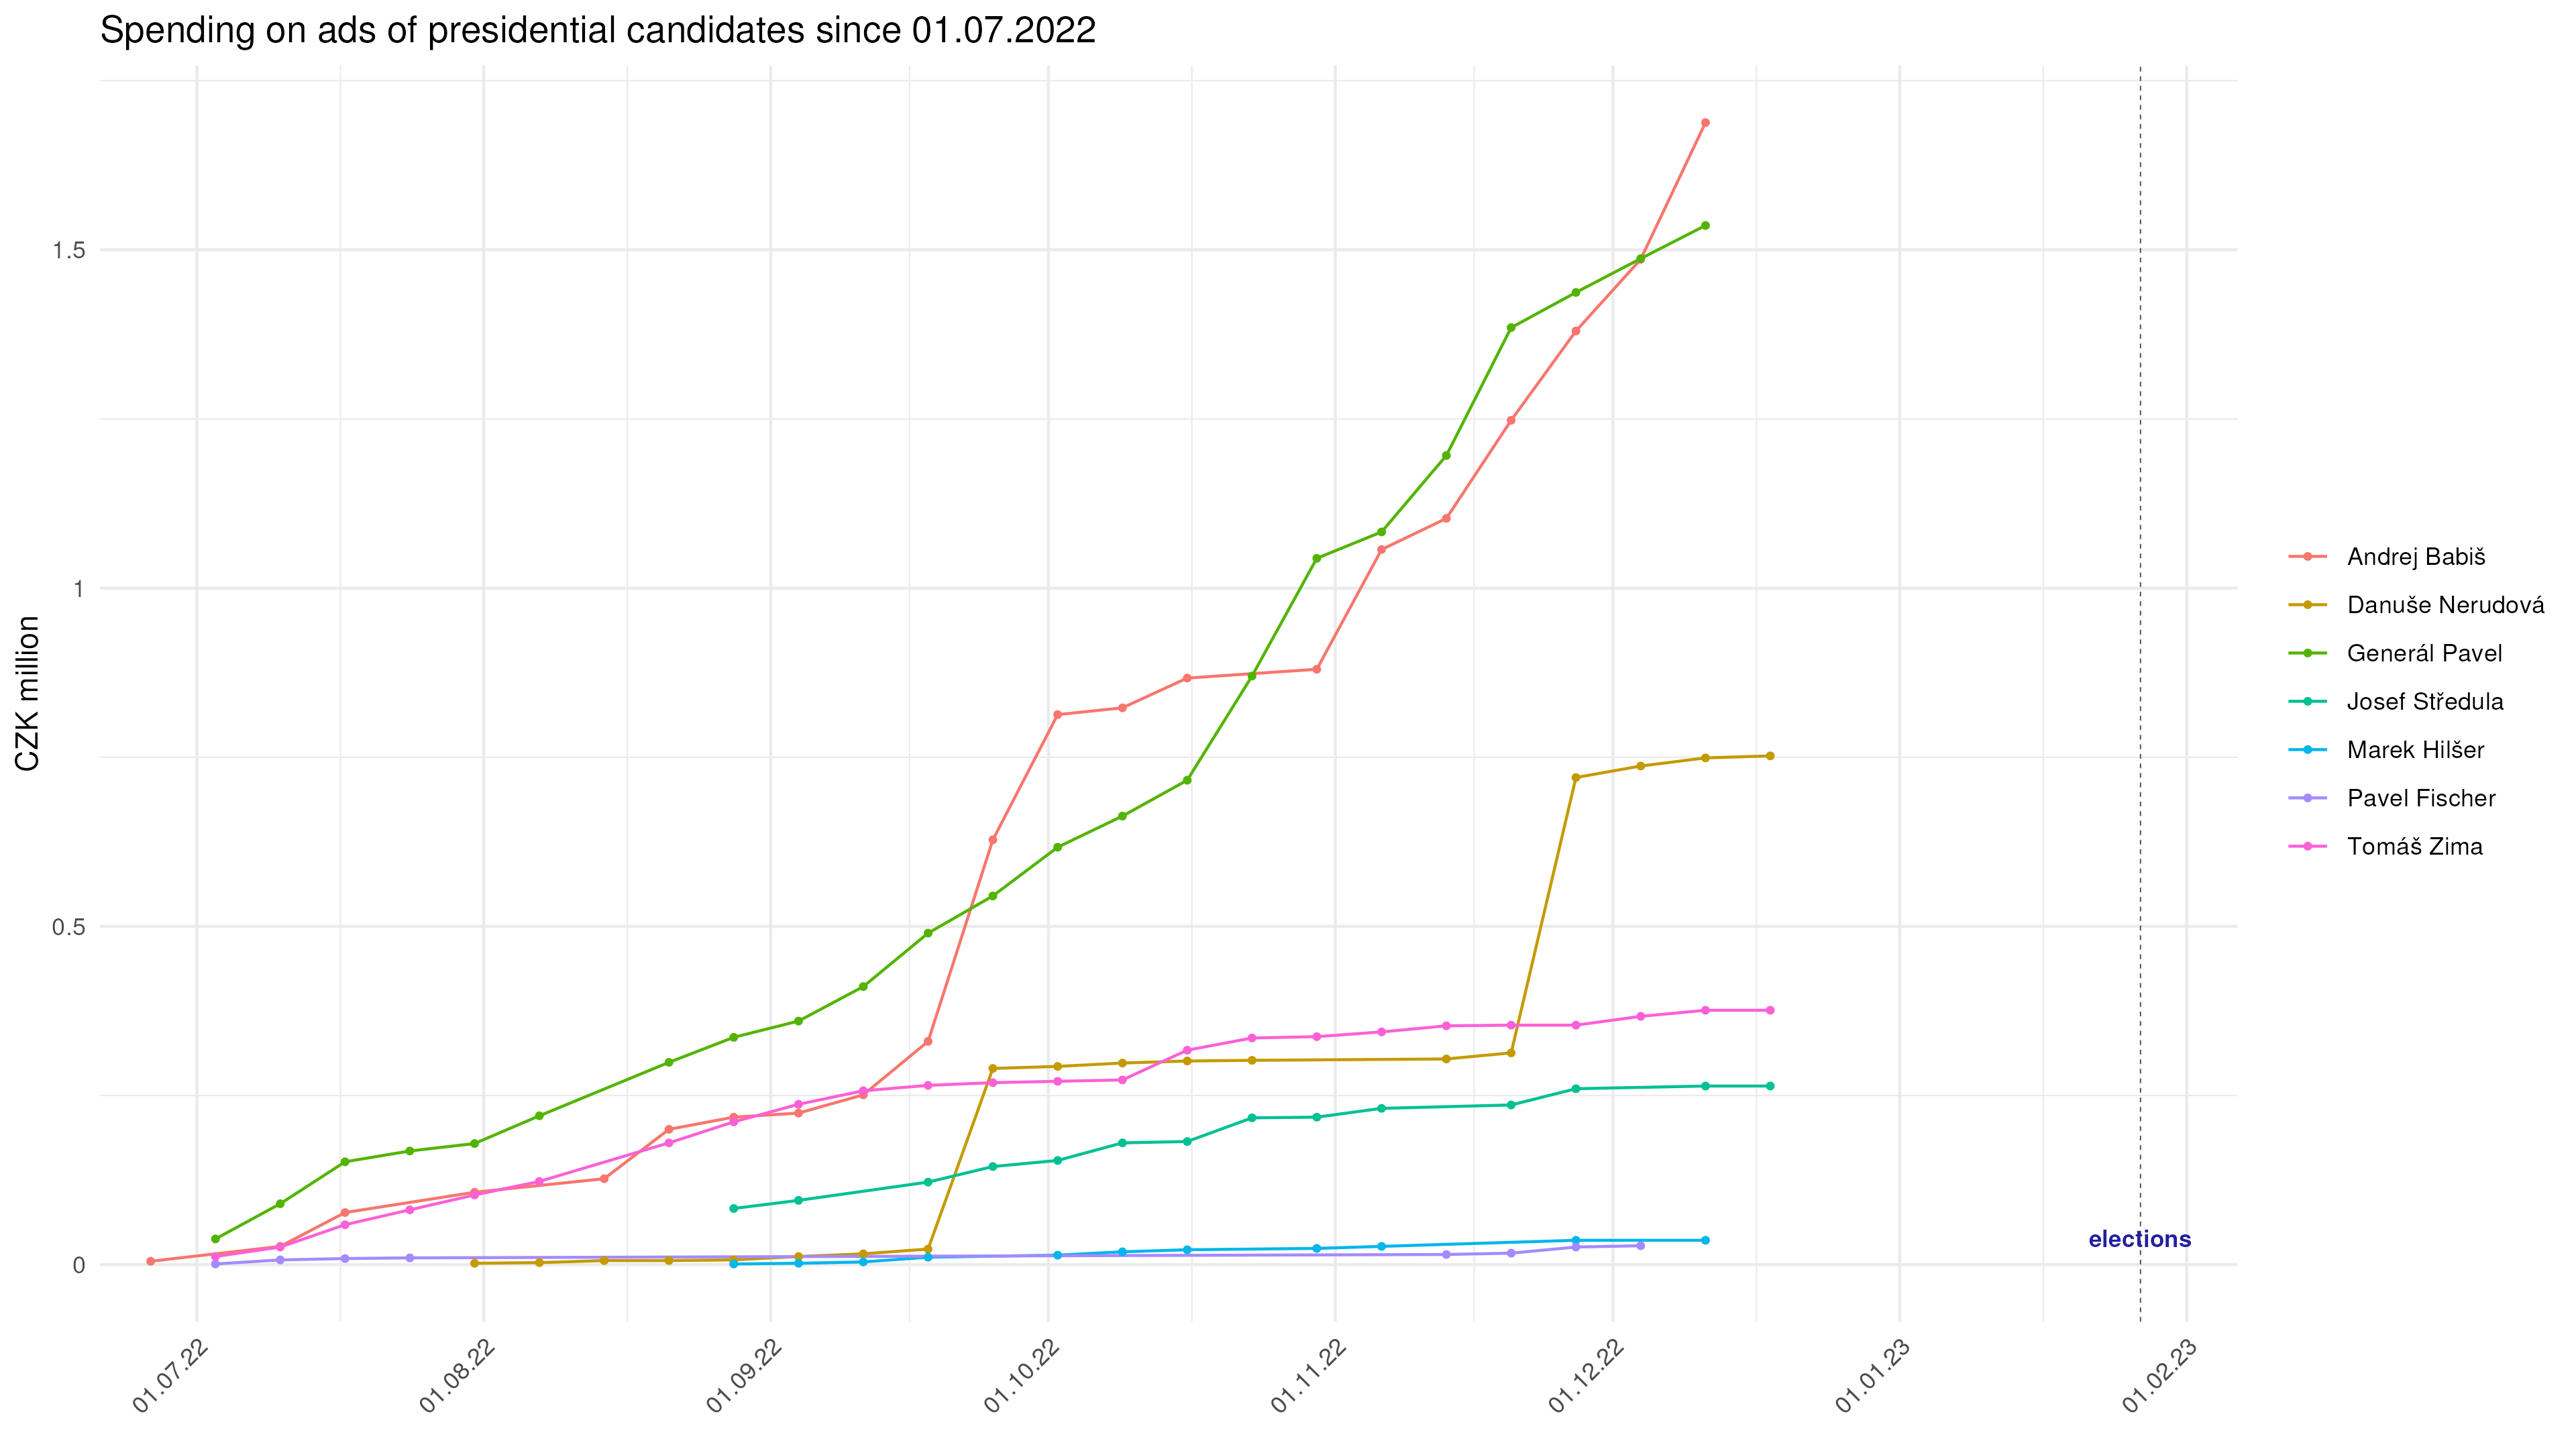 Spending on ads of presidential candidates since 01.07.2022
CZK million
1.5
1
0.5
0
01.07.22
01.08.22
01.09.22
01.10.22
01.11.22
01.12.22
01.01.23
01.02.23
elections
Andrej Babiš
Danuše Nerudová
Generál Pavel
Josef Středula
Marek Hilšer
Pavel Fischer
Tomáš Zima